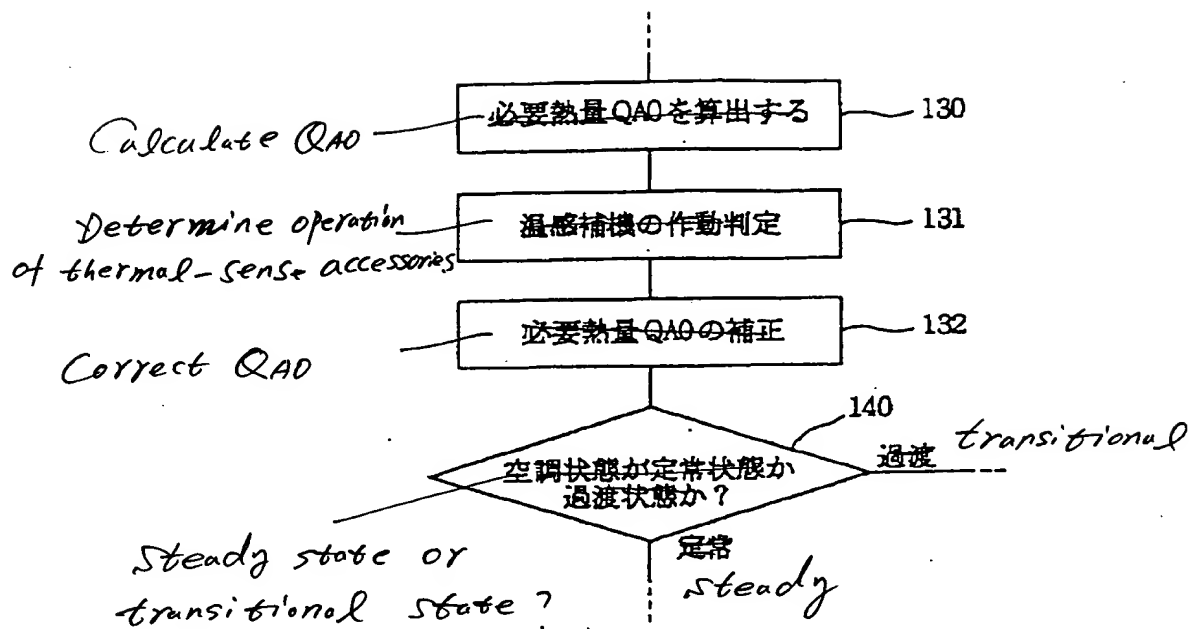 必要熱量QA0を算出する
130
Calculate QAO
温感補機の作動判定
131
Determine operation
of thermal-sense accessories
必要熱量QA0の補正
132
Correct QAO
140
空調状態が定常状態か
過渡状態か?
過渡
transitional
定常
steady
Steady state or
transitional state?